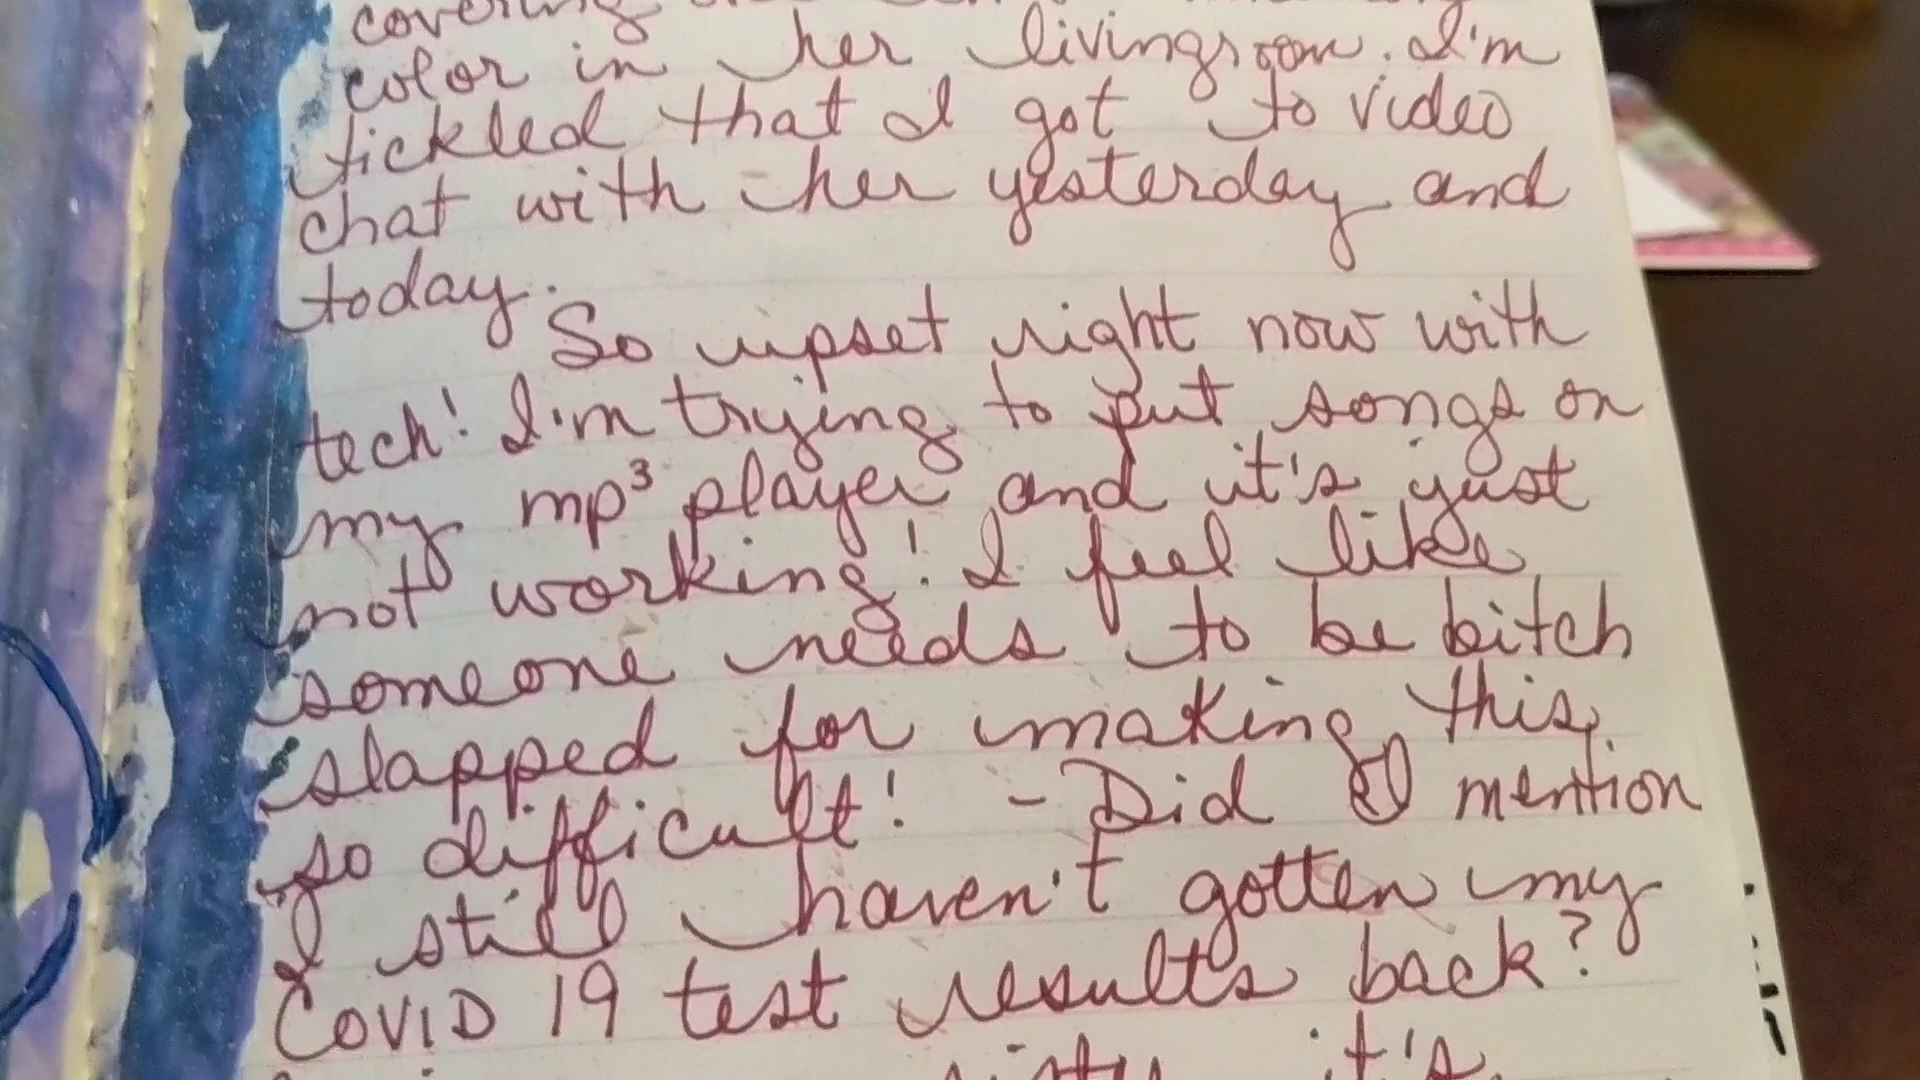 covering
color in her livingroom. I'm
tickled that I got to video
chat with her yesterday and
today.
So upset right now with
tech! I'm trying to put songs on
my mp3 player and it's just
not working! I feel like
someone needs to be bitch
slapped for making this
so difficult! - Did I mention
I still haven't gotten my
COVID 19 test results back?
it's